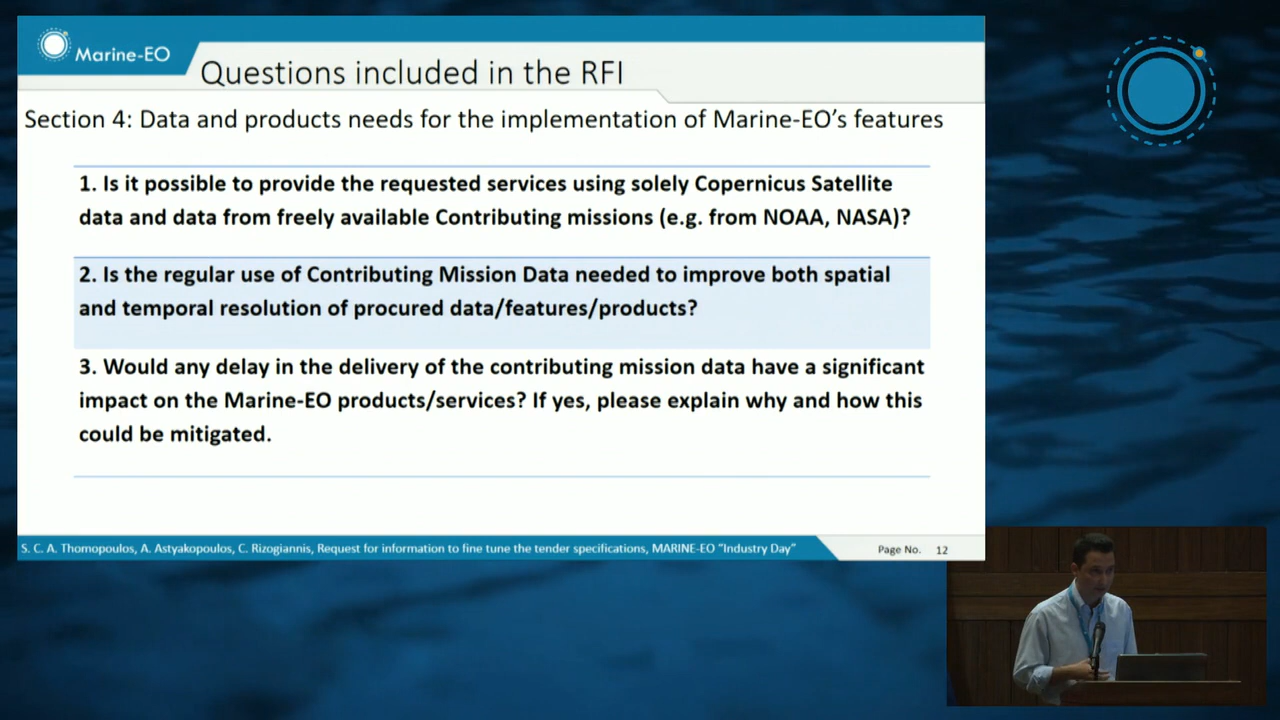 Marine-EO
Questions included in the RFI
Section 4: Data and products needs for the implementation of Marine-EO's features
1. Is it possible to provide the requested services using solely Copernicus Satellite
data and data from freely available Contributing missions (e.g. from NOAA, NASA)?
2. Is the regular use of Contributing Mission Data needed to improve both spatial
and temporal resolution of procured data/features/products?
3. Would any delay in the delivery of the contributing mission data have a significant
impact on the Marine-EO products/services? If yes, please explain why and how this
could be mitigated.
S. C. A. Thomopoulos, A. Astyakopoulos, C. Rizogiannis, Request for information to fine tune the tender specifications, MARINE-EO "Industry Day"
Page No. 12